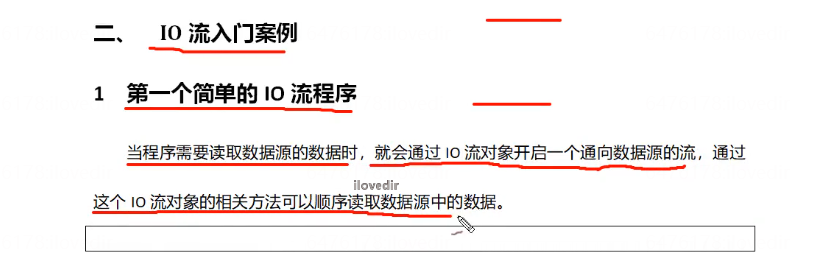 二、 IO 流入门案例
1 第一个简单的 IO 流程序
当程序需要读取数据源的数据时，就会通过 IO 流对象开启一个通向数据源的流，通过
ilovedir
这个 IO 流对象的相关方法可以顺序读取数据源中的数据。